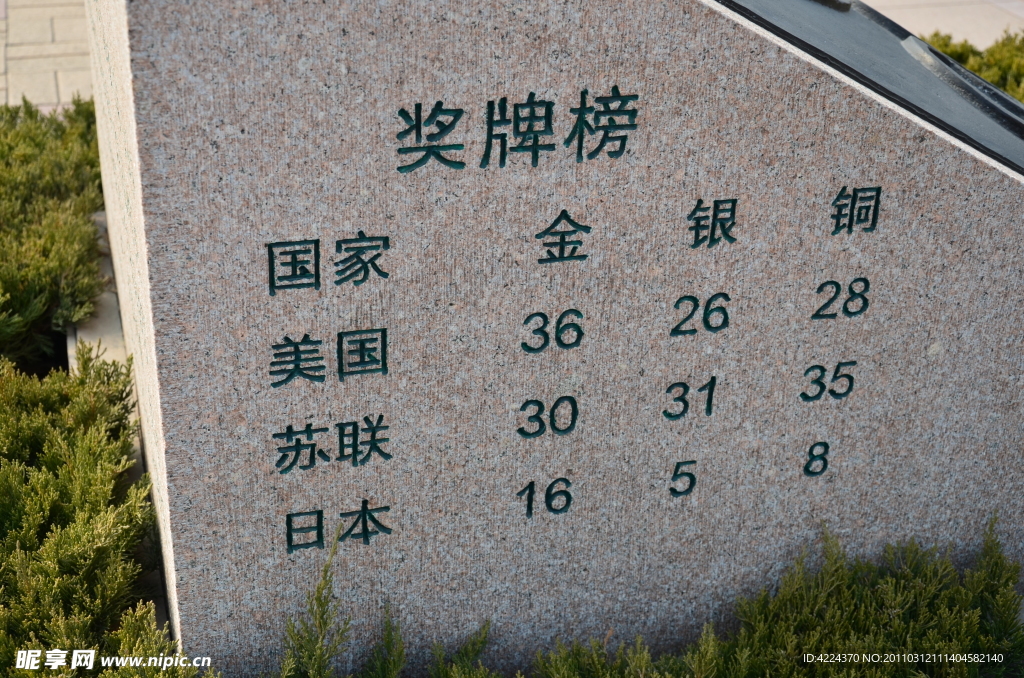 奖牌榜
国家 金 银 铜
美国 36 26 28
苏联 30 31 35
日本 16 5 8
昵享网 www.nipic.cn
ID:4224370 NO:20110312111404582140